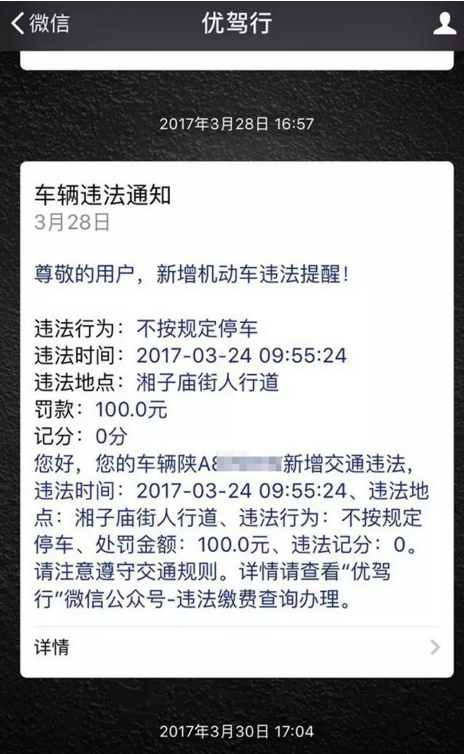 微信
优驾行
2017年3月28日 16:57
车辆违法通知
3月28日
尊敬的用户，新增机动车违法提醒！
违法行为：不按规定停车
违法时间：2017-03-24 09:55:24
违法地点：湘子庙街人行道
罚款：100.0元
记分：0分
您好，您的车辆陕A8 新增交通违法，
违法时间：2017-03-24 09:55:24、违法地
点：湘子庙街人行道、违法行为：不按规定
停车、处罚金额：100.0元、违法记分：0。
请注意遵守交通规则。详情请查看“优驾
行”微信公众号-违法缴费查询办理。
详情
2017年3月30日 17:04